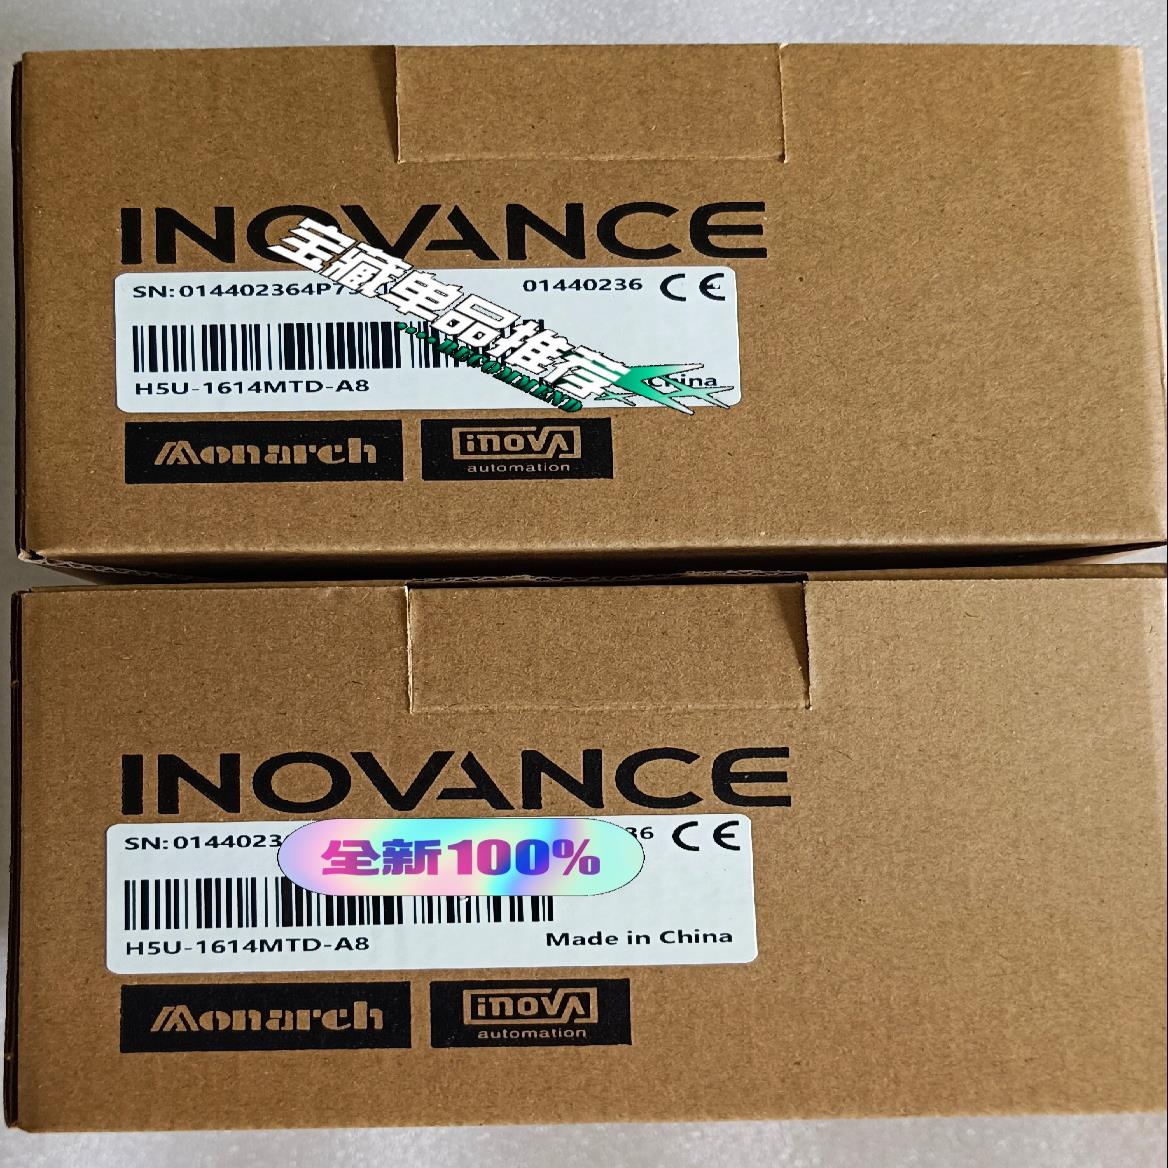 INOVANCE
宝藏单品推荐
RECOMMEND
SN:014402364P7
01440236 CE
H5U-1614MTD-A8
China
Monarch
inovA
automation
INOVANCE
SN:0144023
36 CE
全新100%
H5U-1614MTD-A8
Made in China
Monarch
inovA
automation